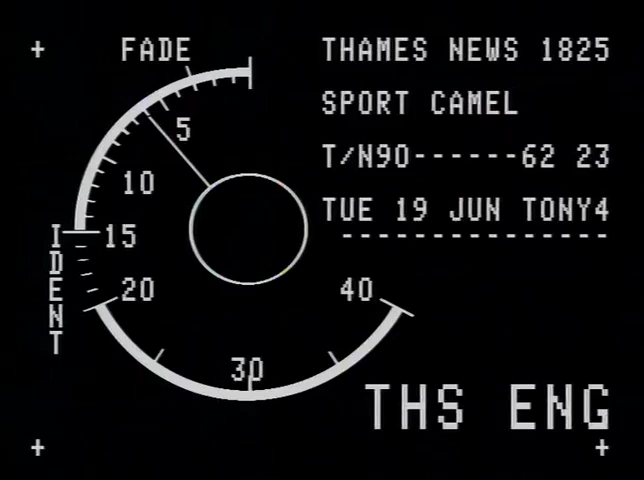 FADE
5
10
15
20
30
40
IDENT
THAMES NEWS 1825
SPORT CAMEL
T/N90------62 23
TUE 19 JUN TONY4
---------------
THS ENG